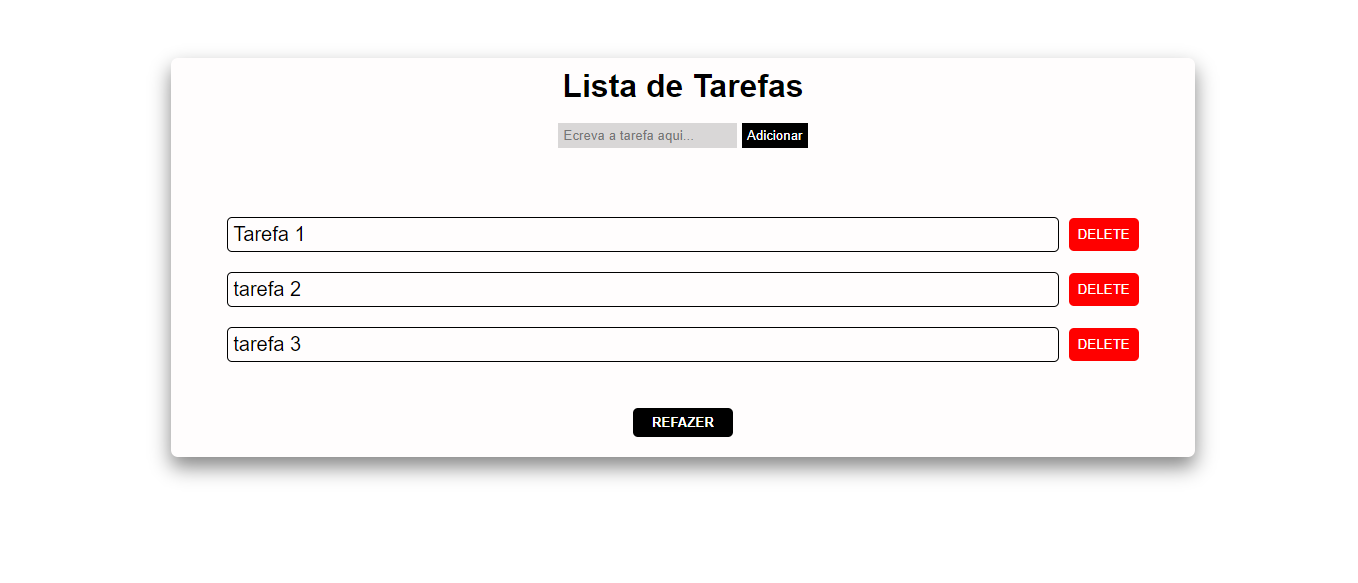 Lista de Tarefas
Ecreva a tarefa aqui... Adicionar
Tarefa 1 DELETE
tarefa 2 DELETE
tarefa 3 DELETE
REFAZER